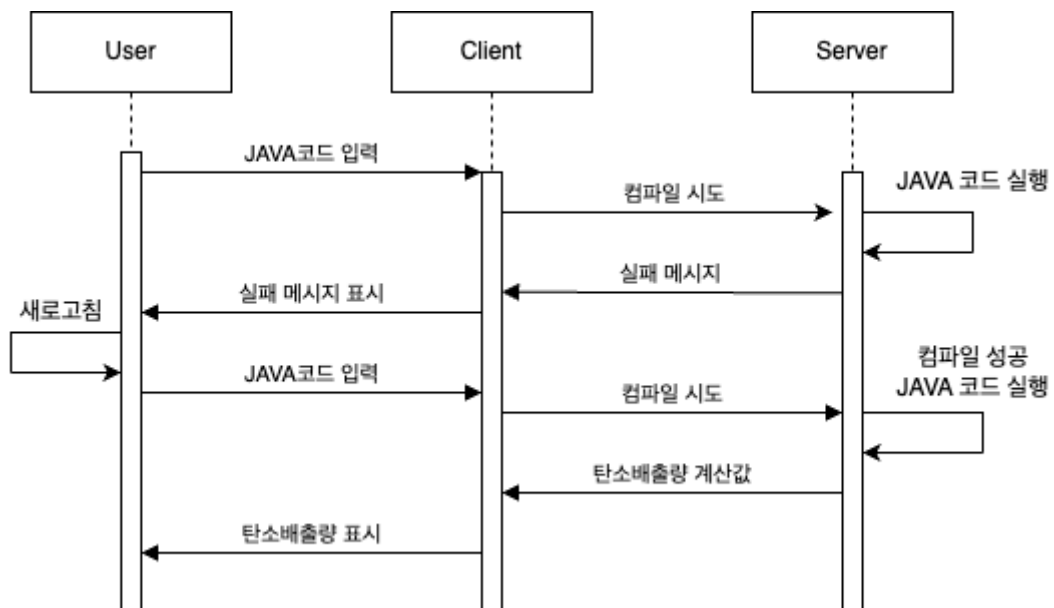 User
Client
Server
JAVA코드 입력
컴파일 시도
JAVA 코드 실행
실패 메시지
실패 메시지 표시
새로고침
JAVA코드 입력
컴파일 시도
컴파일 성공
JAVA 코드 실행
탄소배출량 계산값
탄소배출량 표시